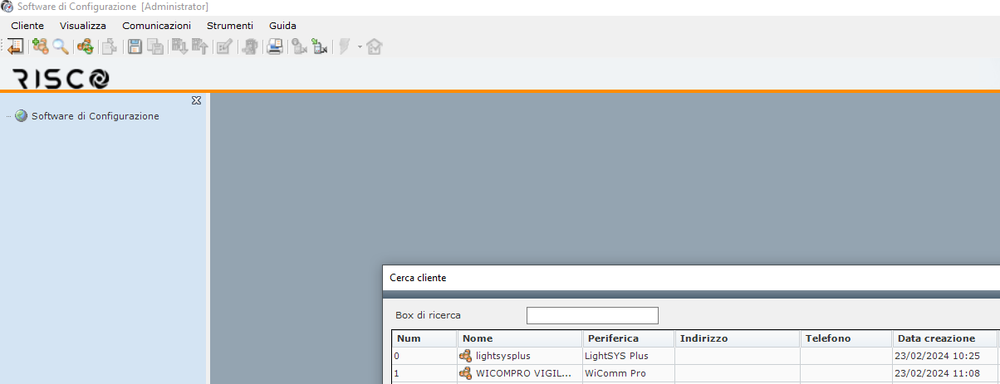 Software di Configurazione [Administrator]
Cliente Visualizza Comunicazioni Strumenti Guida
RISCO
Software di Configurazione
Cerca cliente
Box di ricerca
Num Nome Periferica Indirizzo Telefono Data creazione
0 lightsysplus LightSYS Plus 23/02/2024 10:25
1 WICOMPRO VIGIL... WiComm Pro 23/02/2024 11:08